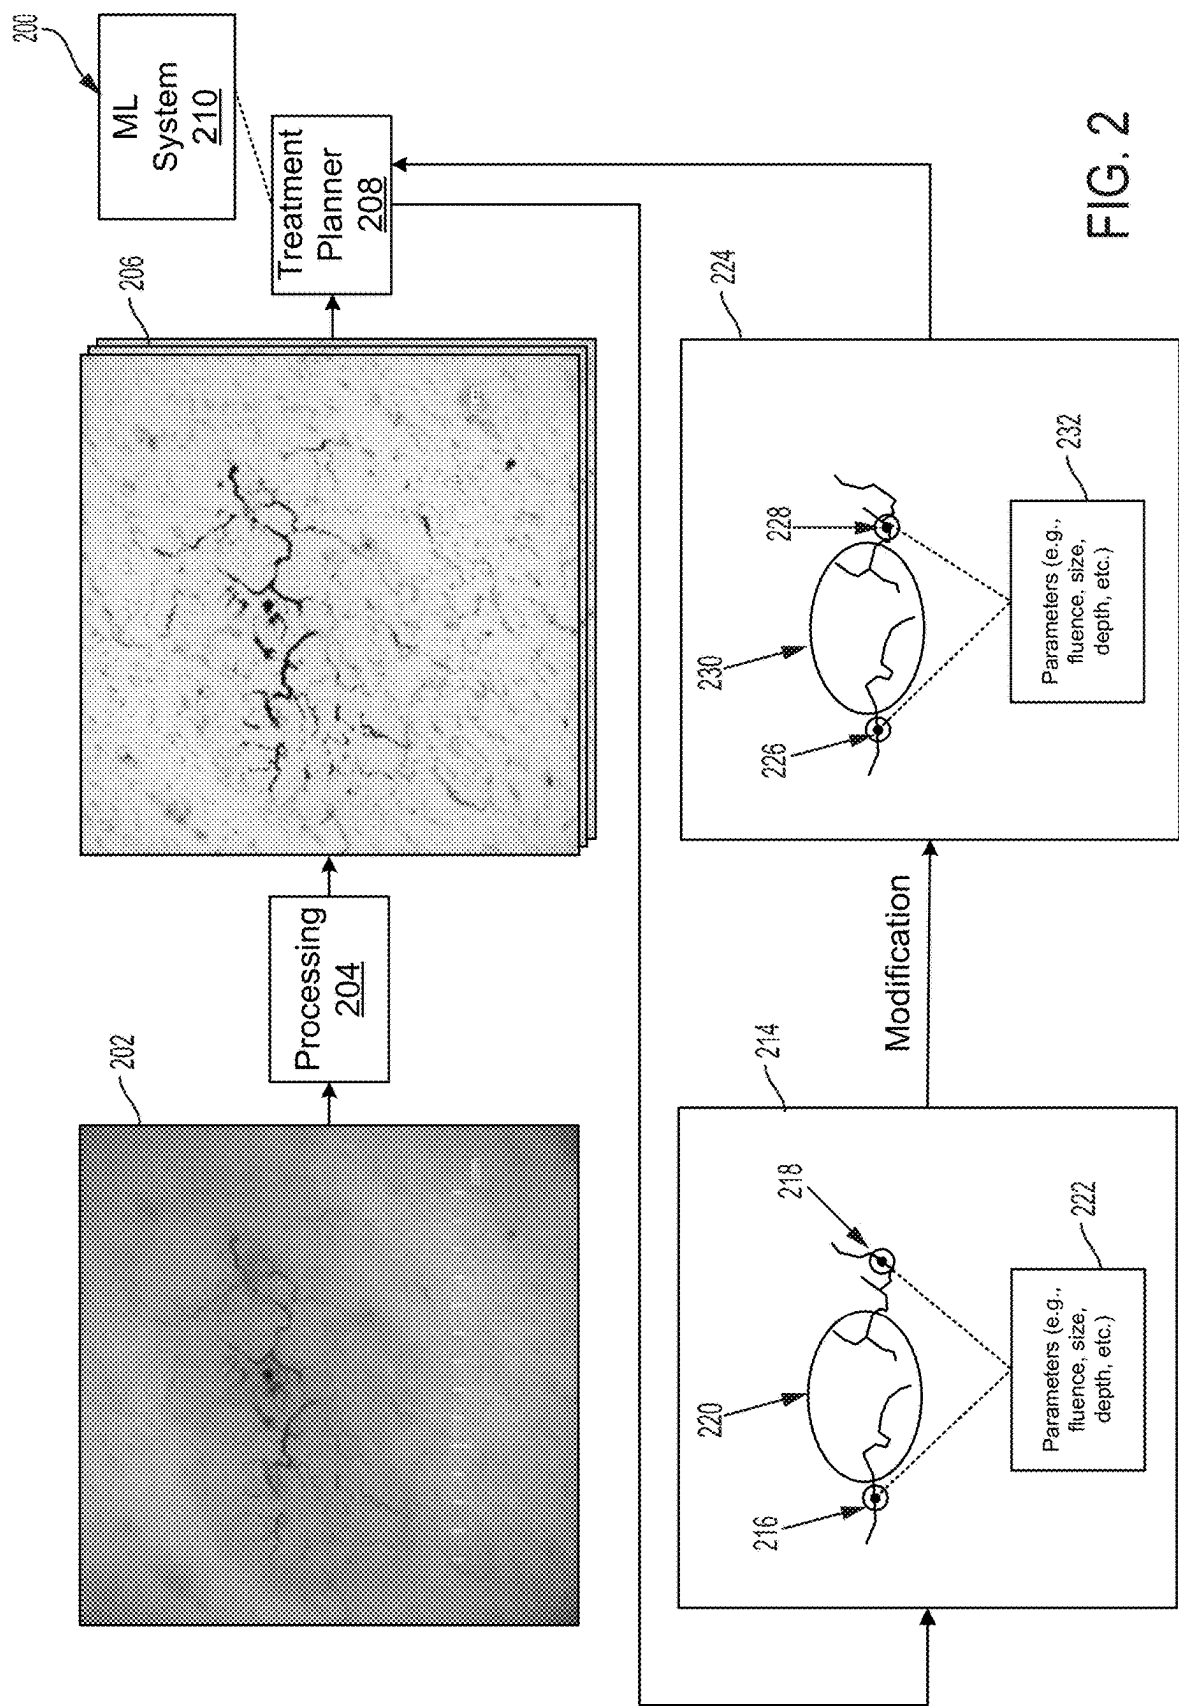 200
ML
System
210
202
Processing
204
206
Treatment
Planner
208
214
216
218
220
Parameters (e.g.,
fluence, size,
depth, etc.)
222
Modification
224
226
228
230
Parameters (e.g.,
fluence, size,
depth, etc.)
232
FIG. 2